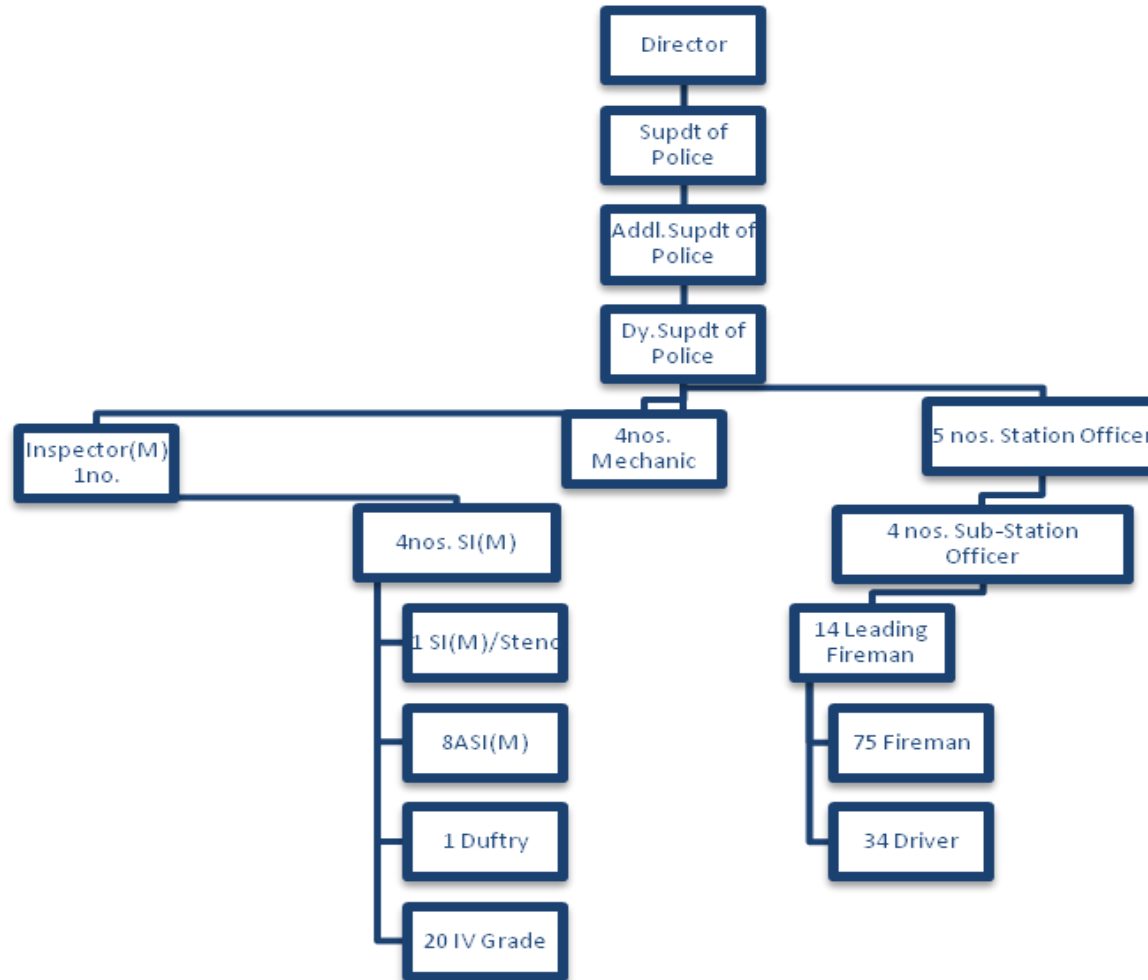 Director
Supdt of
Police
Addl.Supdt of
Police
Dy.Supdt of
Police
Inspector(M)
1no.
4nos.
Mechanic
5 nos. Station Officer
4nos. SI(M)
4 nos. Sub-Station
Officer
1 SI(M)/Steno
14 Leading
Fireman
8ASI(M)
75 Fireman
1 Duftry
34 Driver
20 IV Grade